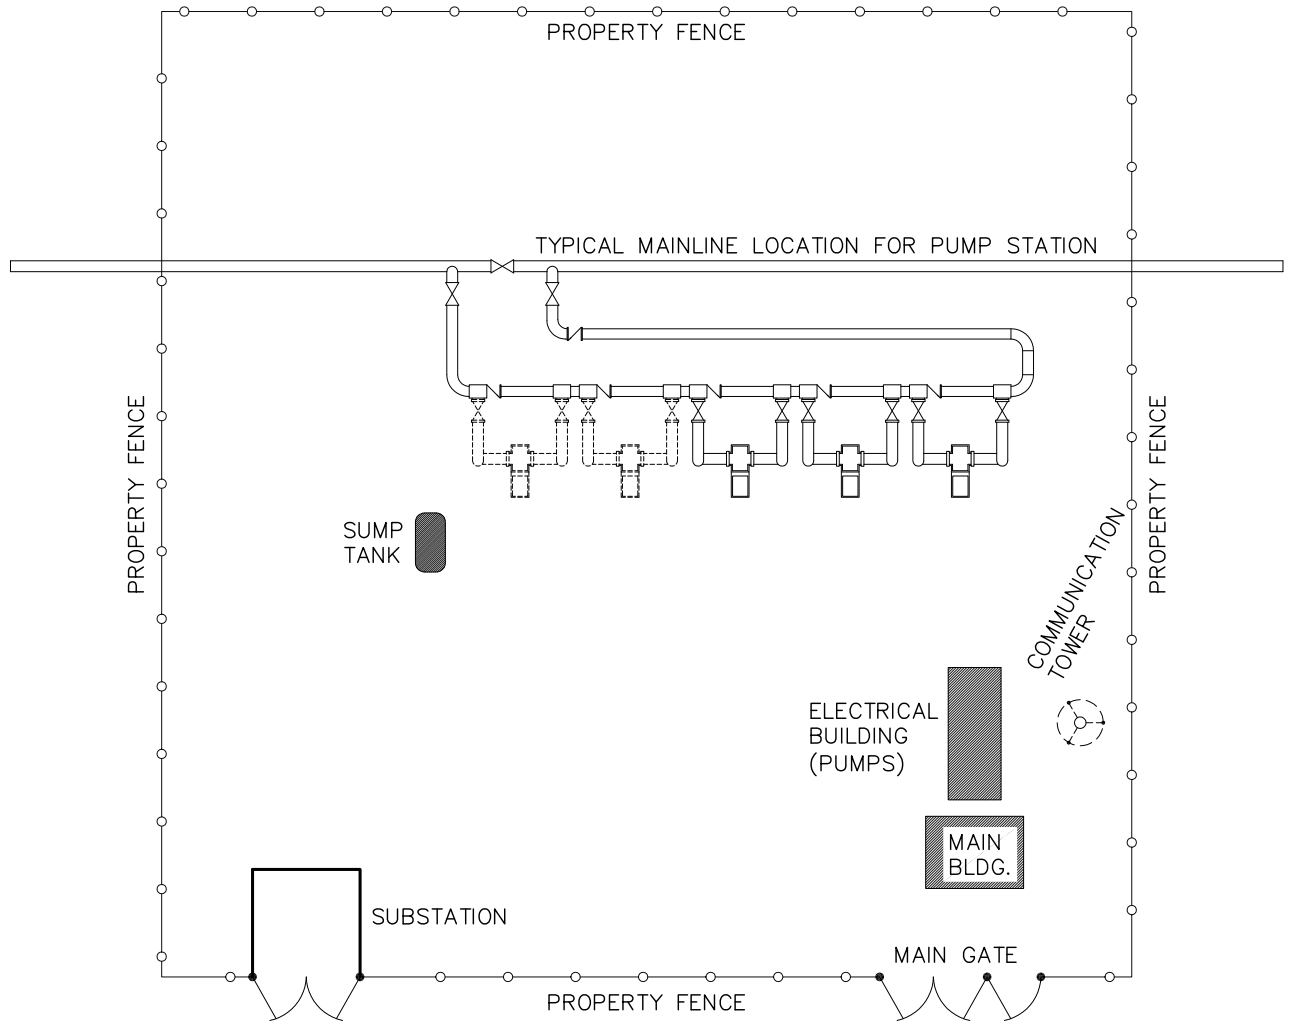 PROPERTY FENCE
TYPICAL MAINLINE LOCATION FOR PUMP STATION
PROPERTY FENCE
PROPERTY FENCE
SUMP
TANK
COMMUNICATION
TOWER
ELECTRICAL
BUILDING
(PUMPS)
MAIN
BLDG.
SUBSTATION
MAIN GATE
PROPERTY FENCE